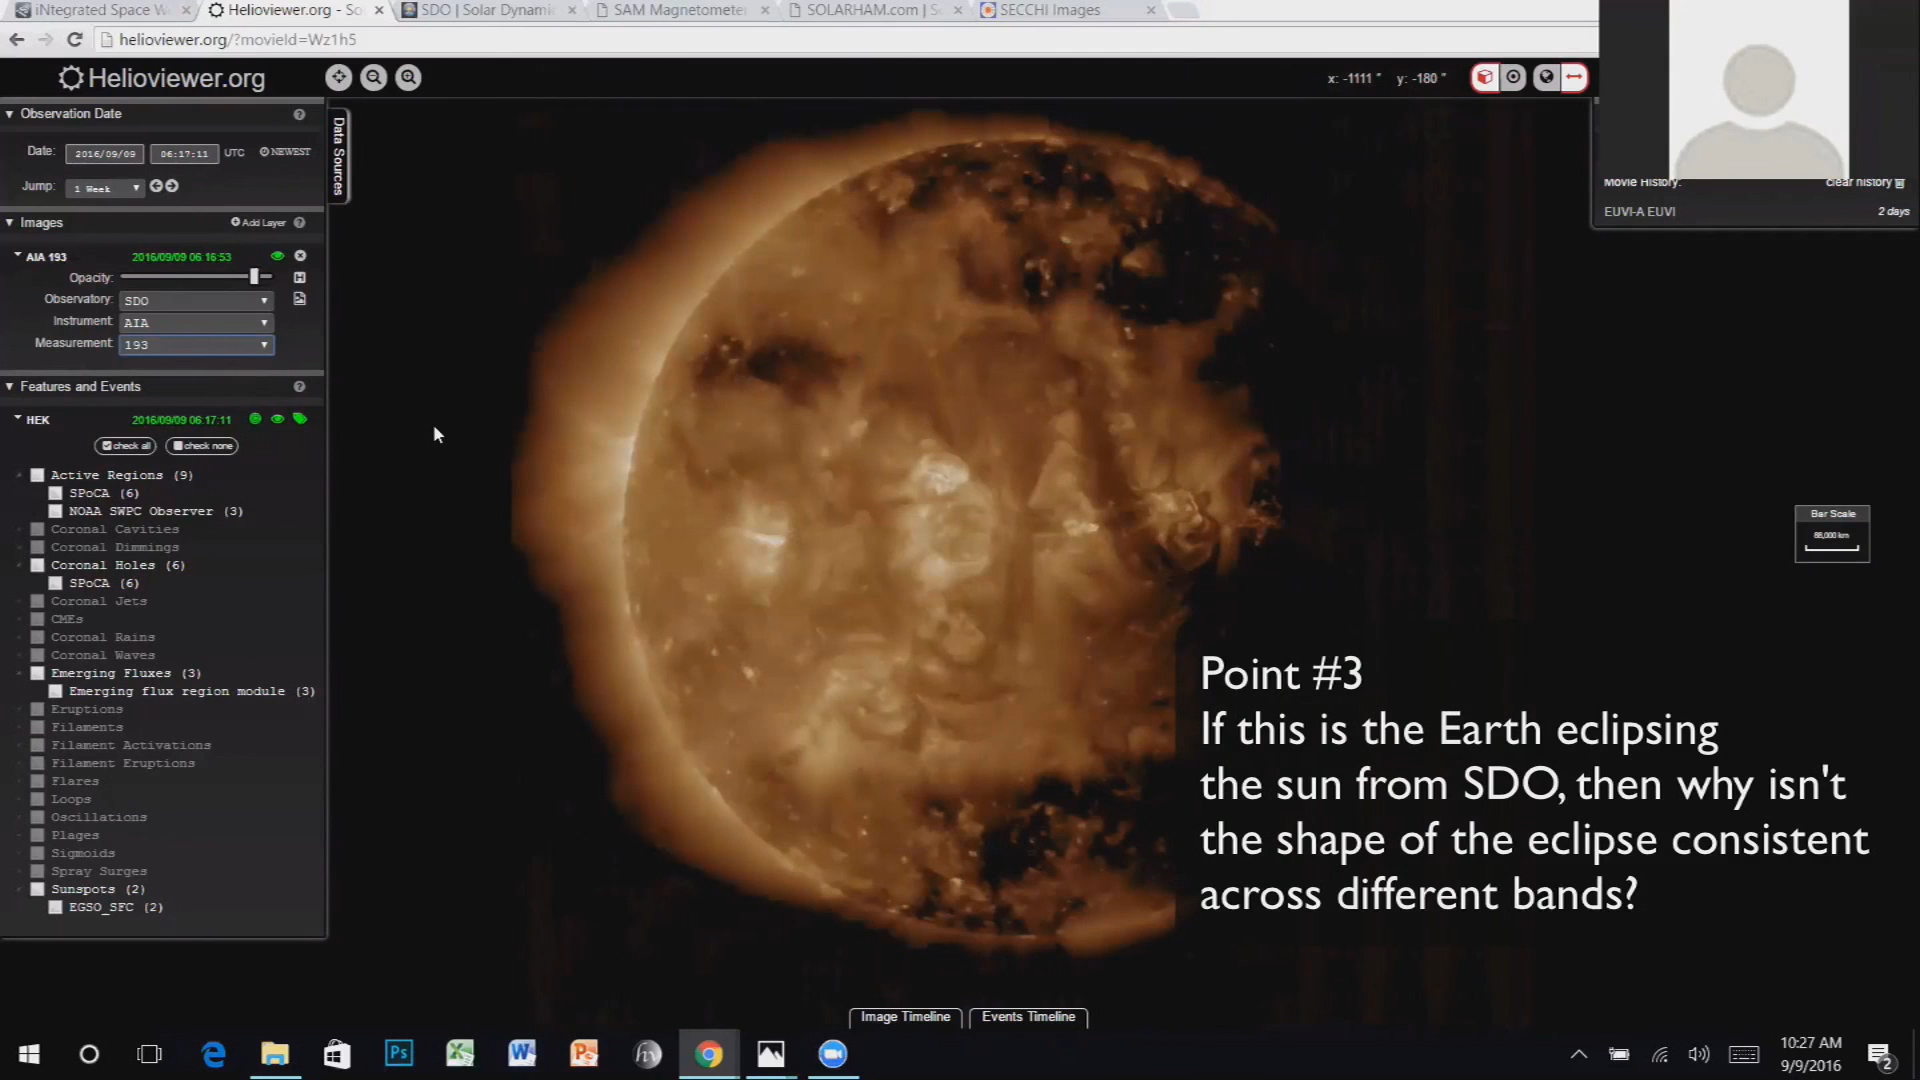 iNtegrated Space W
Helioviewer.org - So
SDO | Solar Dynami
SAM Magnetometer
SOLARHAM.com | S
SECCHI Images
helioviewer.org/?movieId=Wz1h5
Helioviewer.org
x: -1111 " y: -180 "
Observation Date
Date: 2016/09/09 06:17:11 UTC NEWEST
Jump: 1 Week
Images
Add Layer
AIA 193 2016/09/09 06:16:53
Opacity:
Observatory: SDO
Instrument: AIA
Measurement: 193
Features and Events
HEK 2016/09/09 06:17:11
check all check none
Active Regions (9)
SPoCA (6)
NOAA SWPC Observer (3)
Coronal Cavities
Coronal Dimmings
Coronal Holes (6)
SPoCA (6)
Coronal Jets
CMEs
Coronal Rains
Coronal Waves
Emerging Fluxes (3)
Emerging flux region module (3)
Eruptions
Filaments
Filament Activations
Filament Eruptions
Flares
Loops
Oscillations
Plages
Sigmoids
Spray Surges
Sunspots (2)
EGSO_SFC (2)
Data Sources
Movie History: clear history
EUVI-A EUVI 2 days
Bar Scale
88,000 km
Point #3
If this is the Earth eclipsing
the sun from SDO, then why isn't
the shape of the eclipse consistent
across different bands?
Image Timeline
Events Timeline
10:27 AM
9/9/2016
2